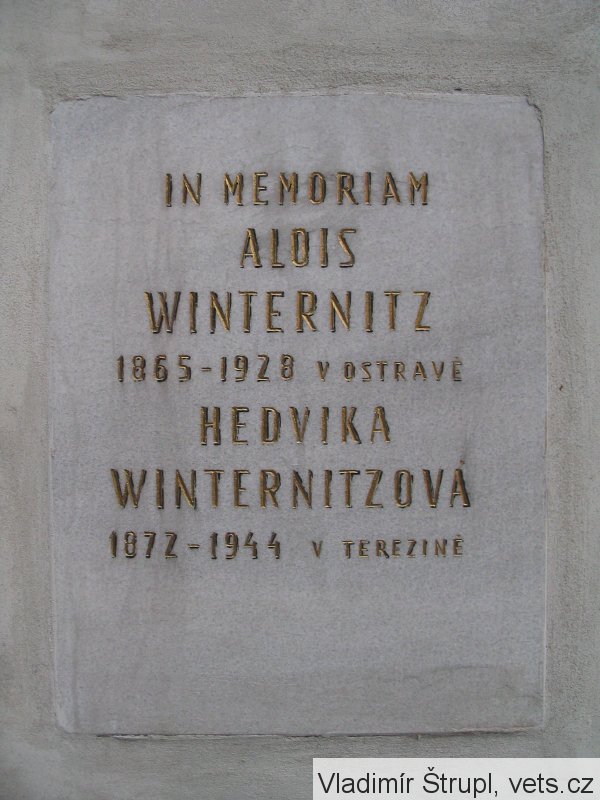 IN MEMORIAM
ALOIS
WINTERNITZ
1865-1928 V OSTRAVĚ
HEDVIKA
WINTERNITZOVÁ
1872-1944 V TEREZÍNĚ
Vladimír Štrupl, vets.cz